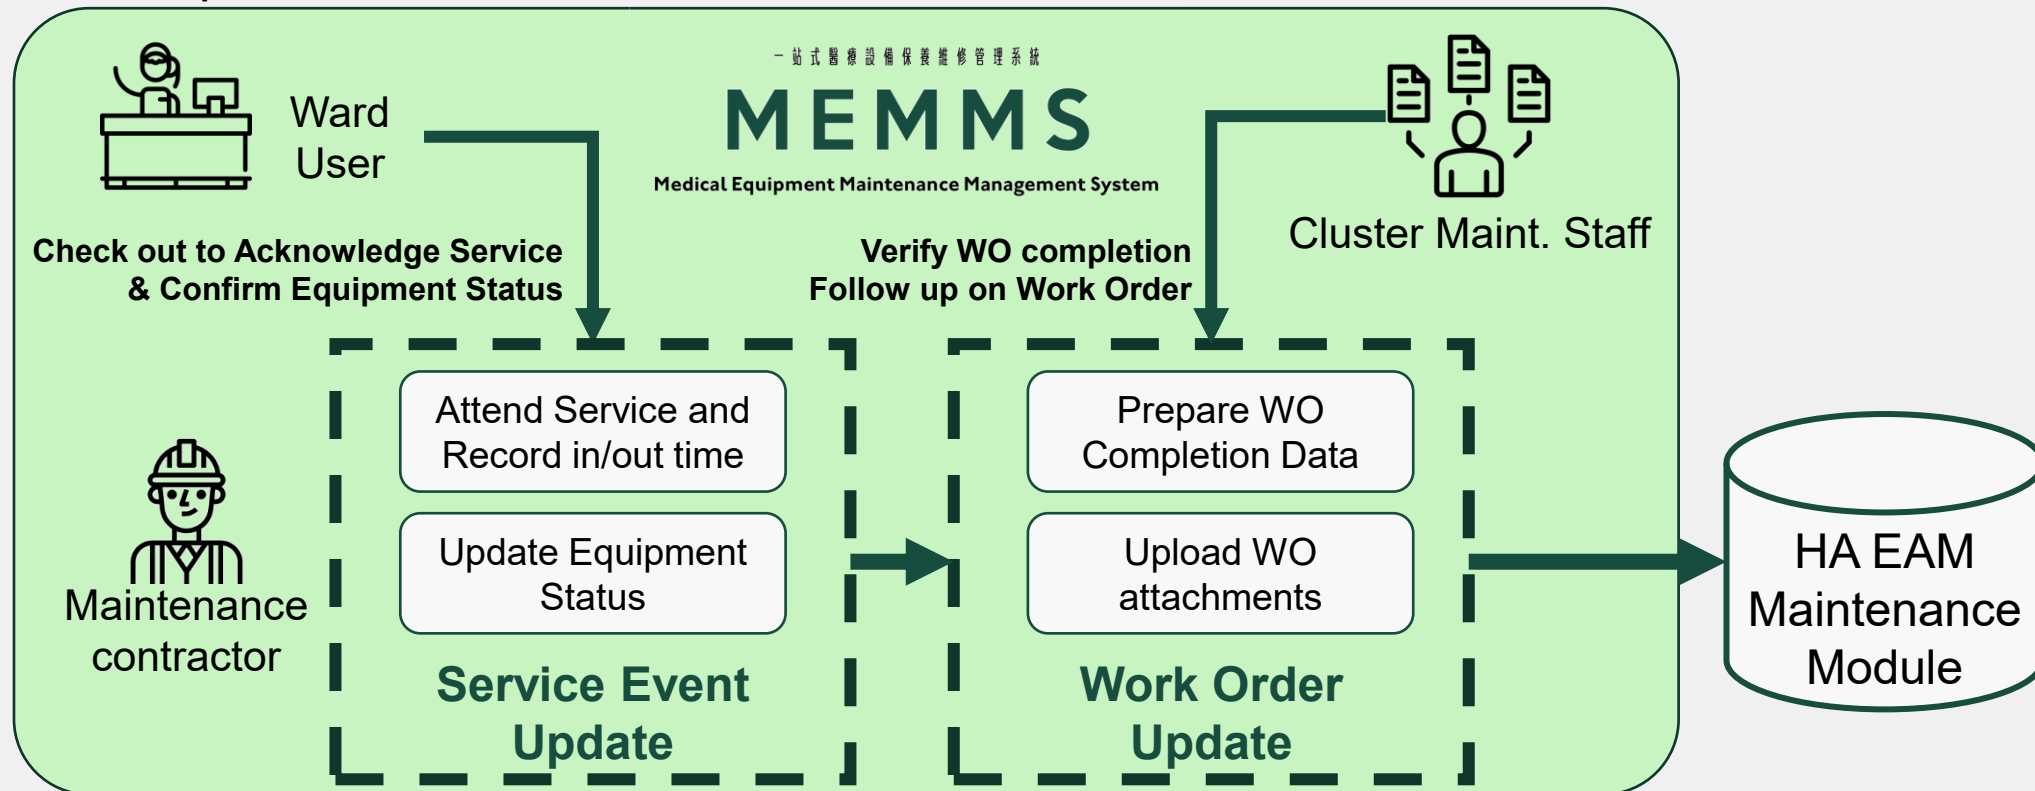 一站式醫療設備保養維修管理系統
MEMMS
Medical Equipment Maintenance Management System
Ward
User
Cluster Maint. Staff
Check out to Acknowledge Service
& Confirm Equipment Status
Verify WO completion
Follow up on Work Order
Maintenance
contractor
Attend Service and
Record in/out time
Update Equipment
Status
Service Event
Update
Prepare WO
Completion Data
Upload WO
attachments
Work Order
Update
HA EAM
Maintenance
Module